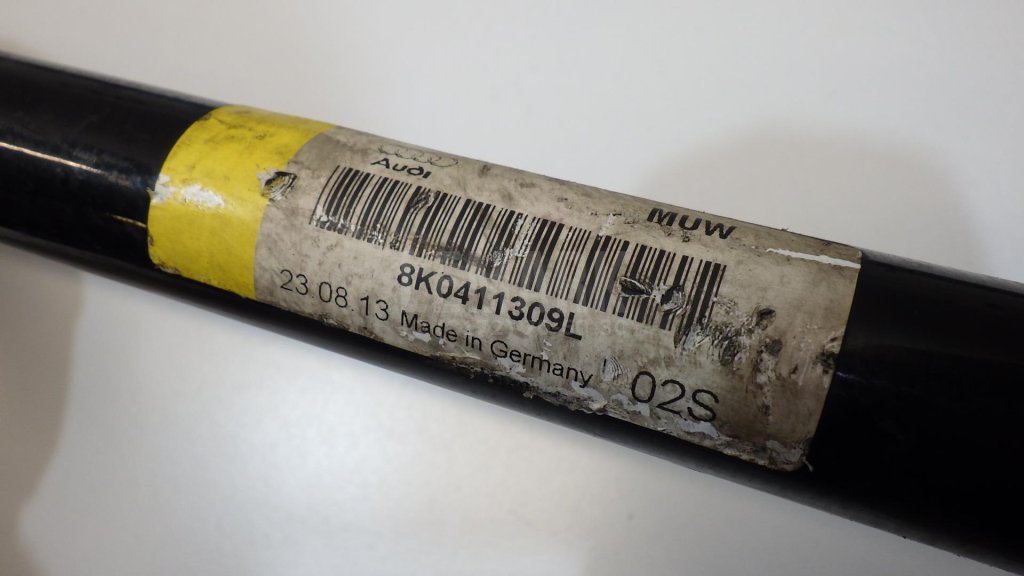 Audi
MUW
8K0411309L
23.08.13 Made in Germany
02S